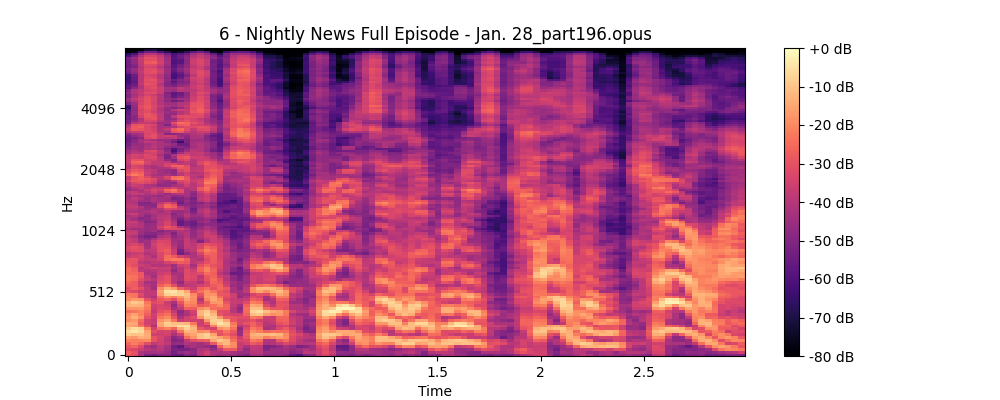 6 - Nightly News Full Episode - Jan. 28_part196.opus
Hz
4096
2048
1024
512
0
0
0.5
1
1.5
2
2.5
Time
+0 dB
-10 dB
-20 dB
-30 dB
-40 dB
-50 dB
-60 dB
-70 dB
-80 dB